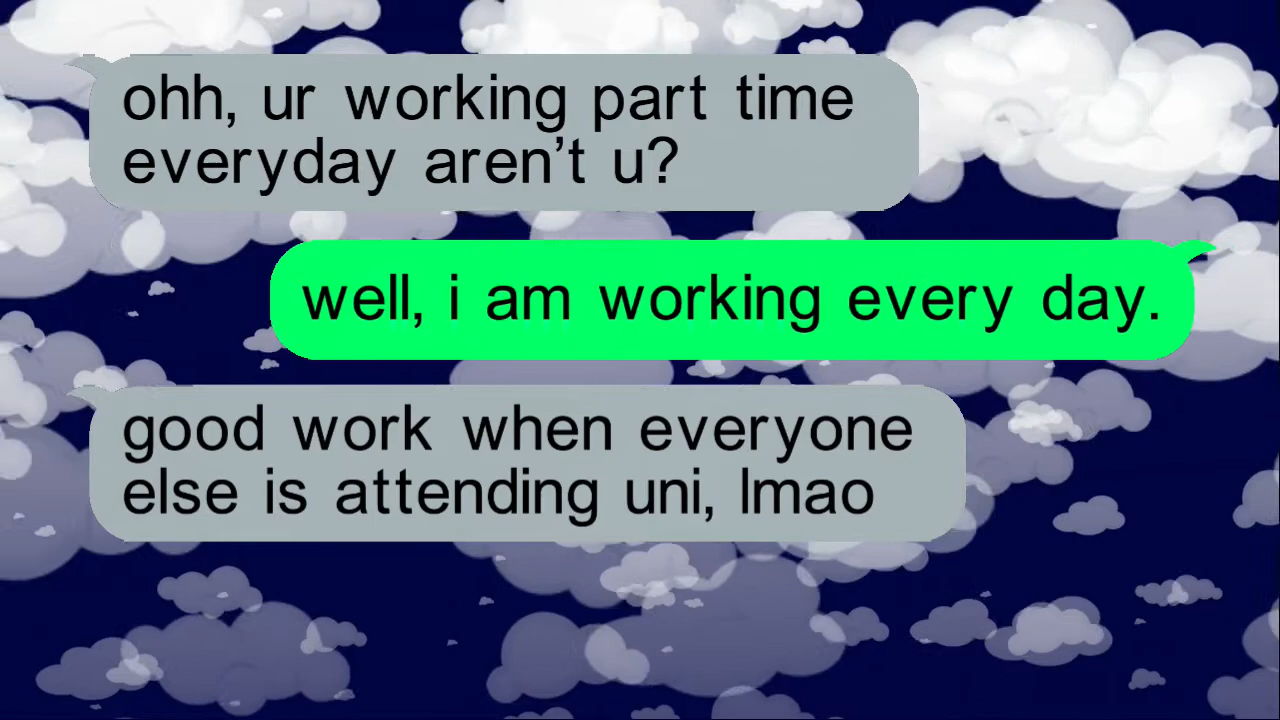 ohh, ur working part time
everyday aren’t u?
well, i am working every day.
good work when everyone
else is attending uni, lmao